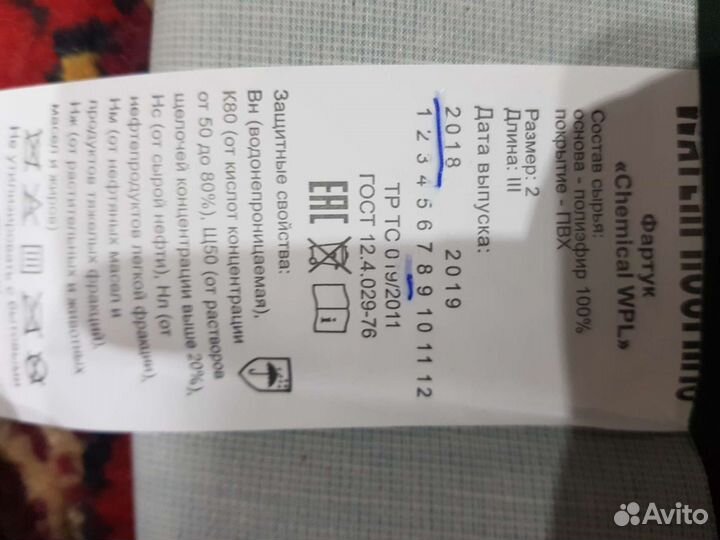 Фартук
«Chemical WPL»
Состав сырья:
основа - полиэфир 100%
покрытие - ПВХ
Размер: 2
Длина: III
Дата выпуска:
2018 2019
1 2 3 4 5 6 7 8 9 10 11 12
ТР ТС 019/2011
ГОСТ 12.4.029-76
ЕАС
Защитные свойства:
Вн (водонепроницаемая),
К80 (от кислот концентрации
от 50 до 80%), Щ50 (от растворов
щелочей концентрации выше 20%),
Нс (от сырой нефти), Нл (от
нефтепродуктов легкой фракции),
Нм (от нефтяных масел и
продуктов тяжелых фракций),
Нж (от растительных и животных
масел и жиров)
Не утилизировать с бытовыми
Avito